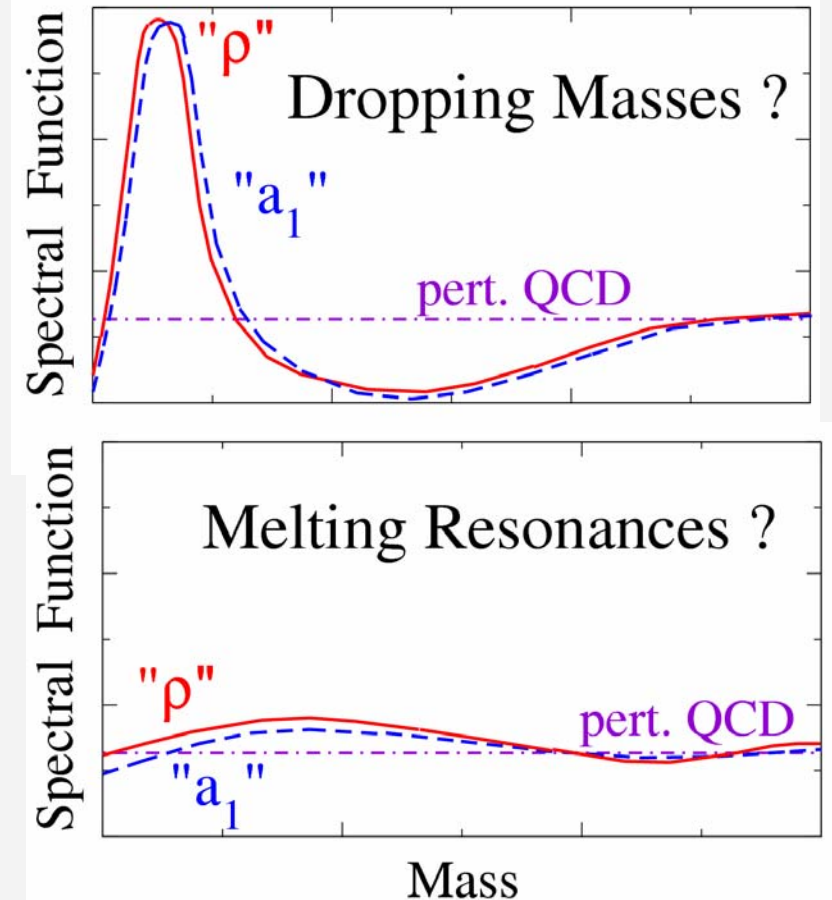 Spectral Function
"ρ"
Dropping Masses ?
"a₁"
pert. QCD
Spectral Function
Melting Resonances ?
"ρ"
pert. QCD
"a₁"
Mass